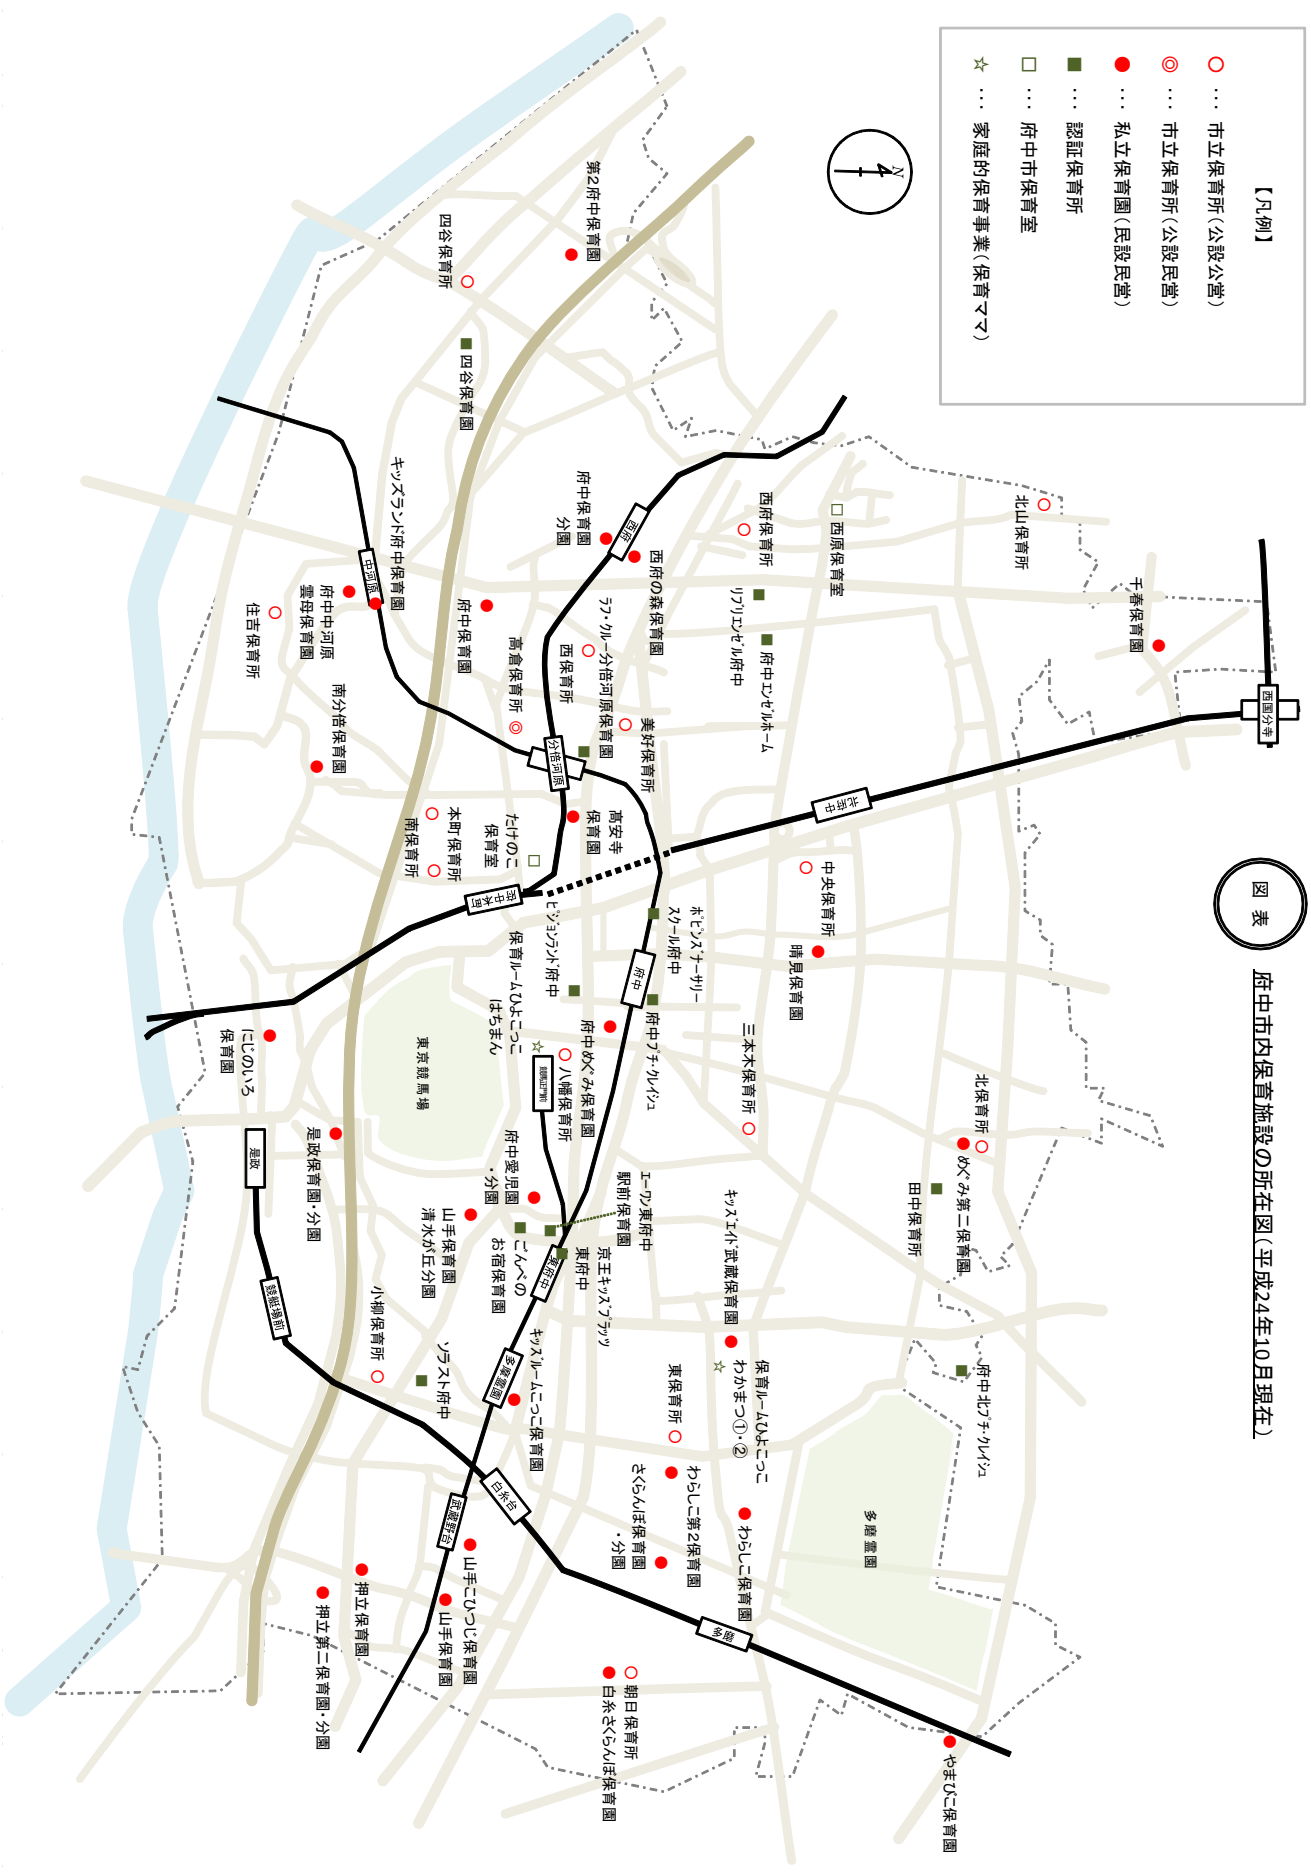 図表
府中市内保育施設の所在図(平成24年10月現在)
【凡例】
○ ･･･ 市立保育所(公設公営)
◎ ･･･ 市立保育所(公設民営)
● ･･･ 私立保育園(民設民営)
■ ･･･ 認証保育所
□ ･･･ 府中市保育室
☆ ･･･ 家庭的保育事業(保育ママ)
N
西国分寺
北山保育所
千春保育園
北府中
西原保育室
西府保育所
リブリエンゼル府中
府中エンゼルホーム
第2府中保育園
四谷保育所
四谷保育園
西府
府中保育園
分園
西府の森保育園
キッズランド府中保育園
中河原
府中中河原
雲母保育園
住吉保育所
府中保育園
高倉保育所
西保育所
ラフ・クルー分倍河原保育園
美好保育所
南分倍保育園
分倍河原
高安寺
保育園
たけのこ
保育室
本町保育所
南保育所
府中本町
中央保育所
晴見保育園
ポピンズナーサリー
スクール府中
ピジョンランド府中
府中
保育ルームひよこっこ
はちまん
府中プチ・クレイシュ
府中めぐみ保育園
八幡保育所
競馬正門前
東京競馬場
にじのいろ
保育園
是政
是政保育園・分園
三本木保育所
北保育所
めぐみ第二保育園
田中保育所
府中愛児園
・分園
エーワン東府中
駅前保育園
山手保育園
清水が丘分園
ごんべの
お宿保育園
京王キッズプラッツ
東府中
東府中
キッズエイド武蔵保育園
競艇場前
小柳保育所
ソラスト府中
多磨霊園
キッズルームにっこ保育園
保育ルームひよこっこ
わかまつ①・②
東保育所
府中北プチ・クレイシュ
わらしこ第2保育園
さくらんぼ保育園
・分園
わらしこ保育園
多磨霊園
白糸台
武蔵野台
山手こひつじ保育園
山手保育園
押立保育園
押立第二保育園・分園
多磨
朝日保育所
白糸さくらんぼ保育園
やまびこ保育園